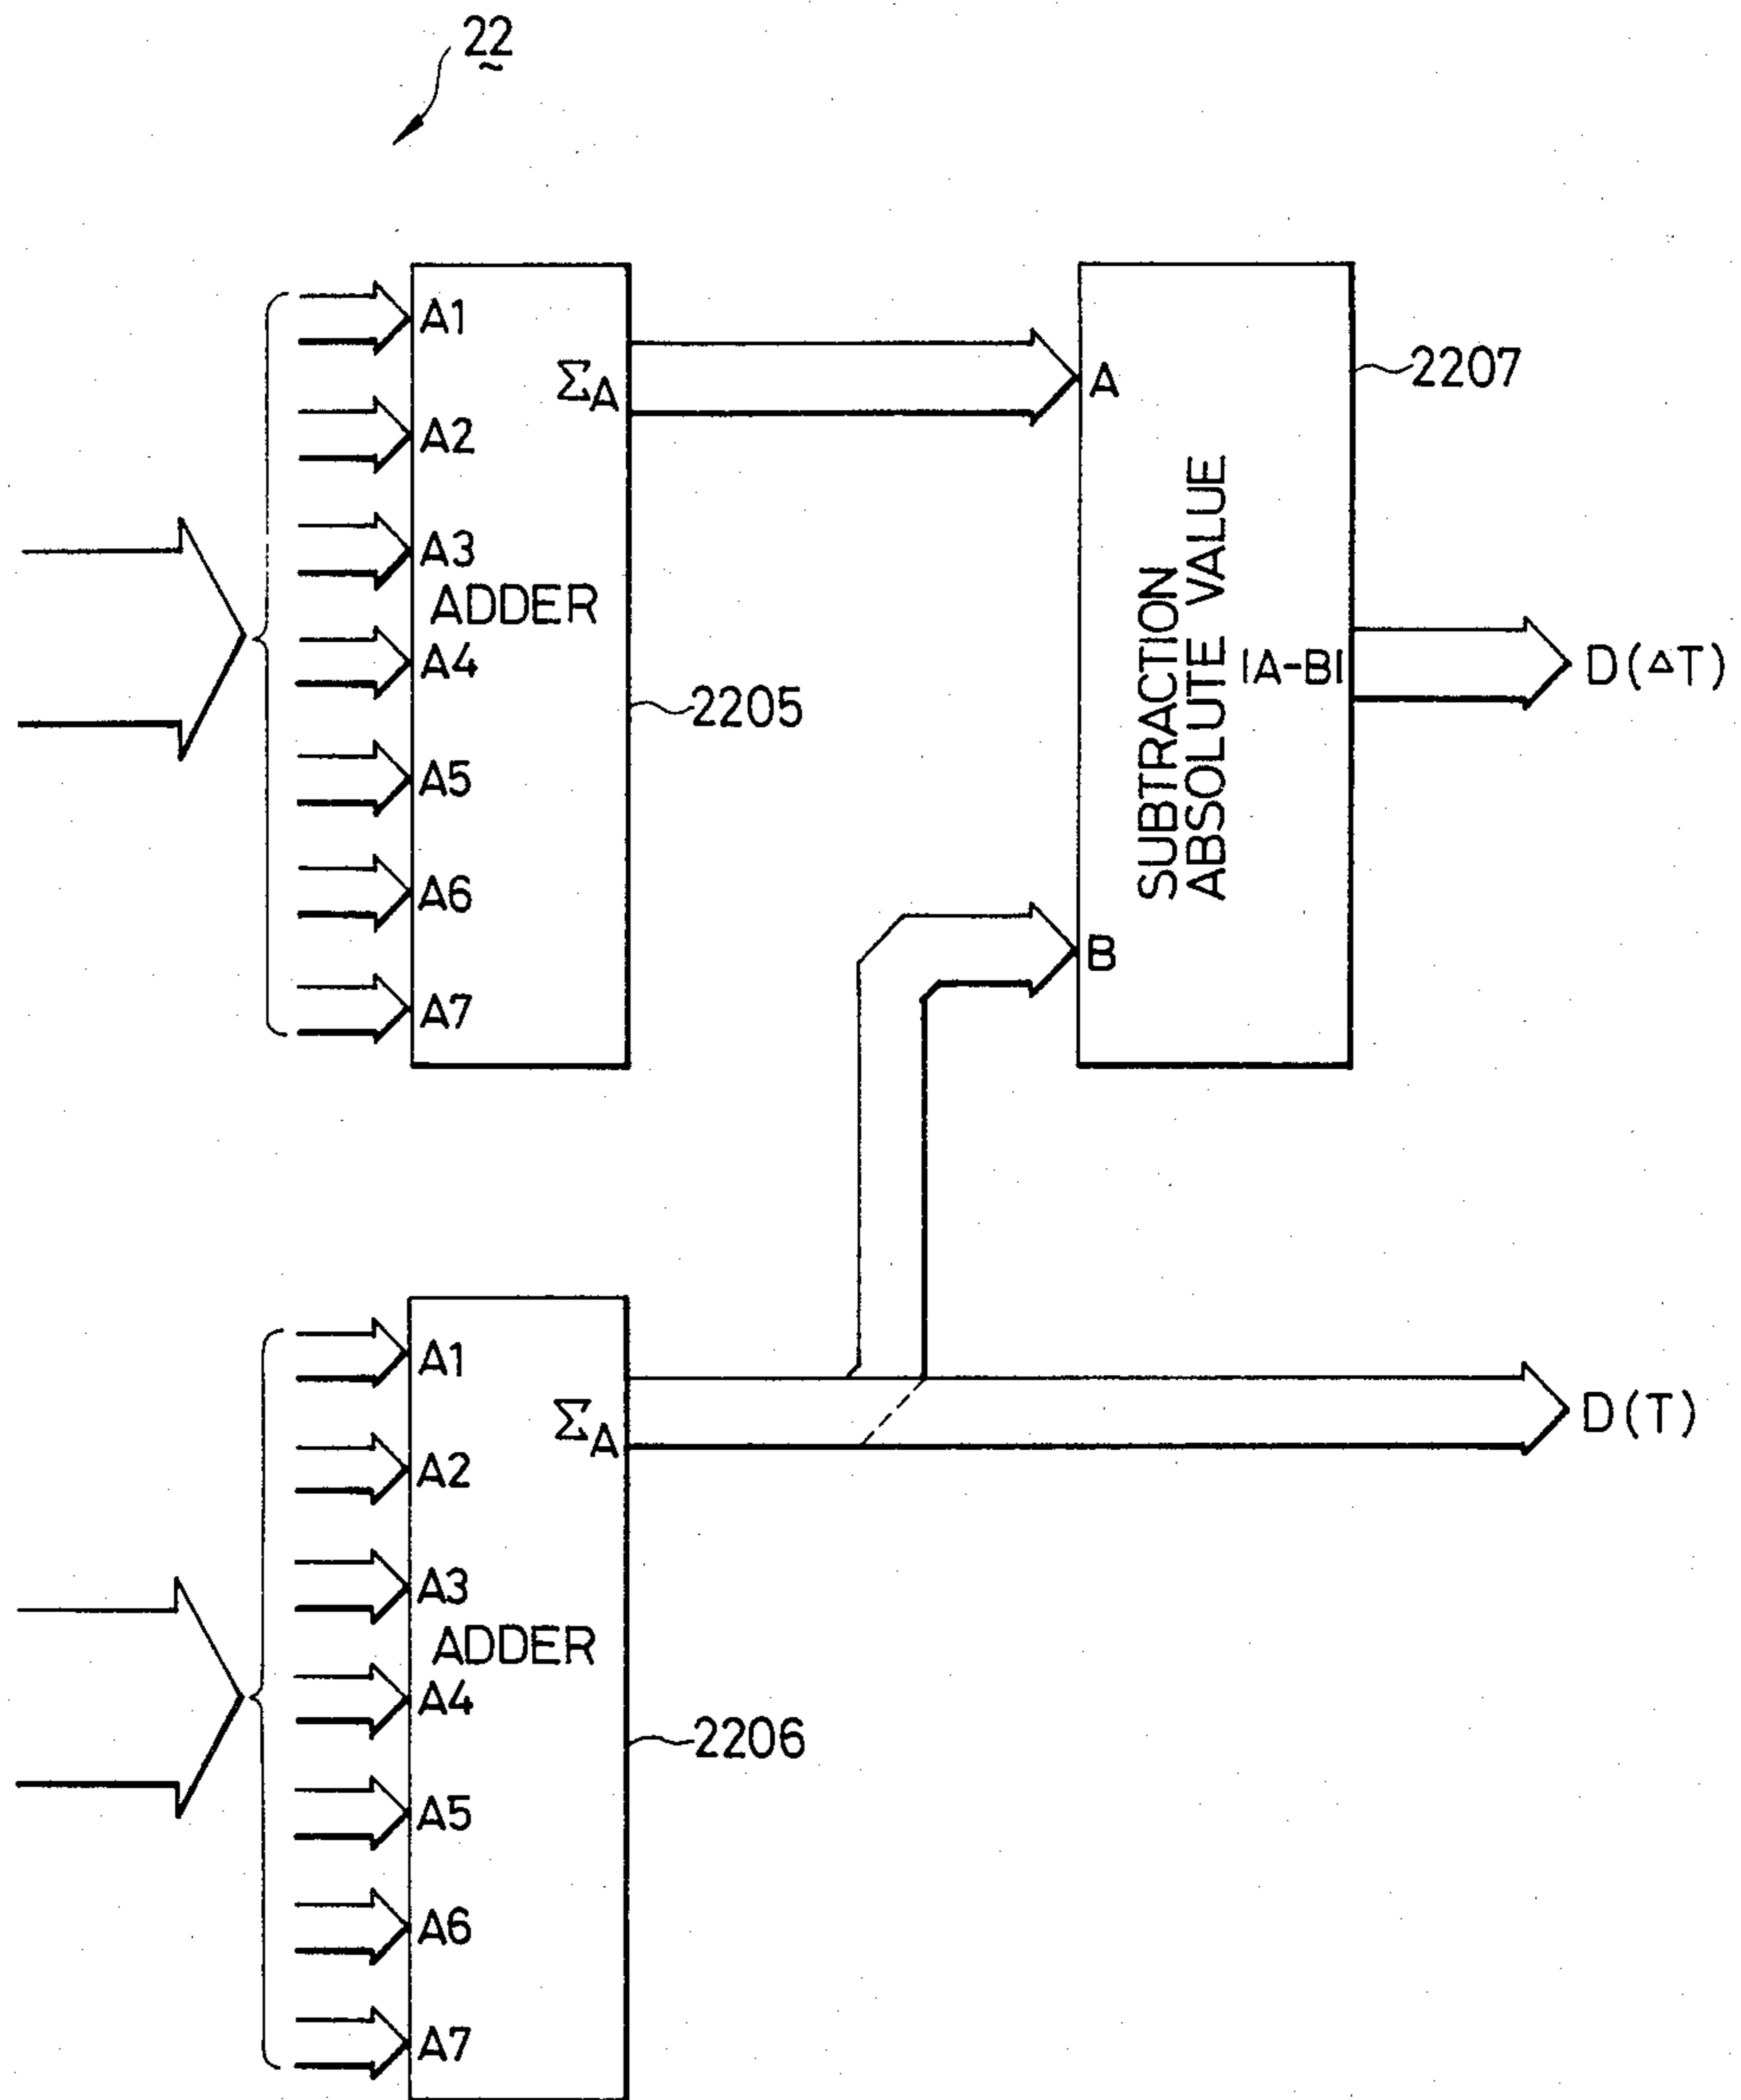 22
A1
ΣA
A2
A3
ADDER
A4
A5
A6
A7
2205
A
SUBTRACTION
ABSOLUTE VALUE
|A-B|
B
2207
D(ΔT)
A1
ΣA
A2
A3
ADDER
A4
A5
A6
A7
2206
D(T)